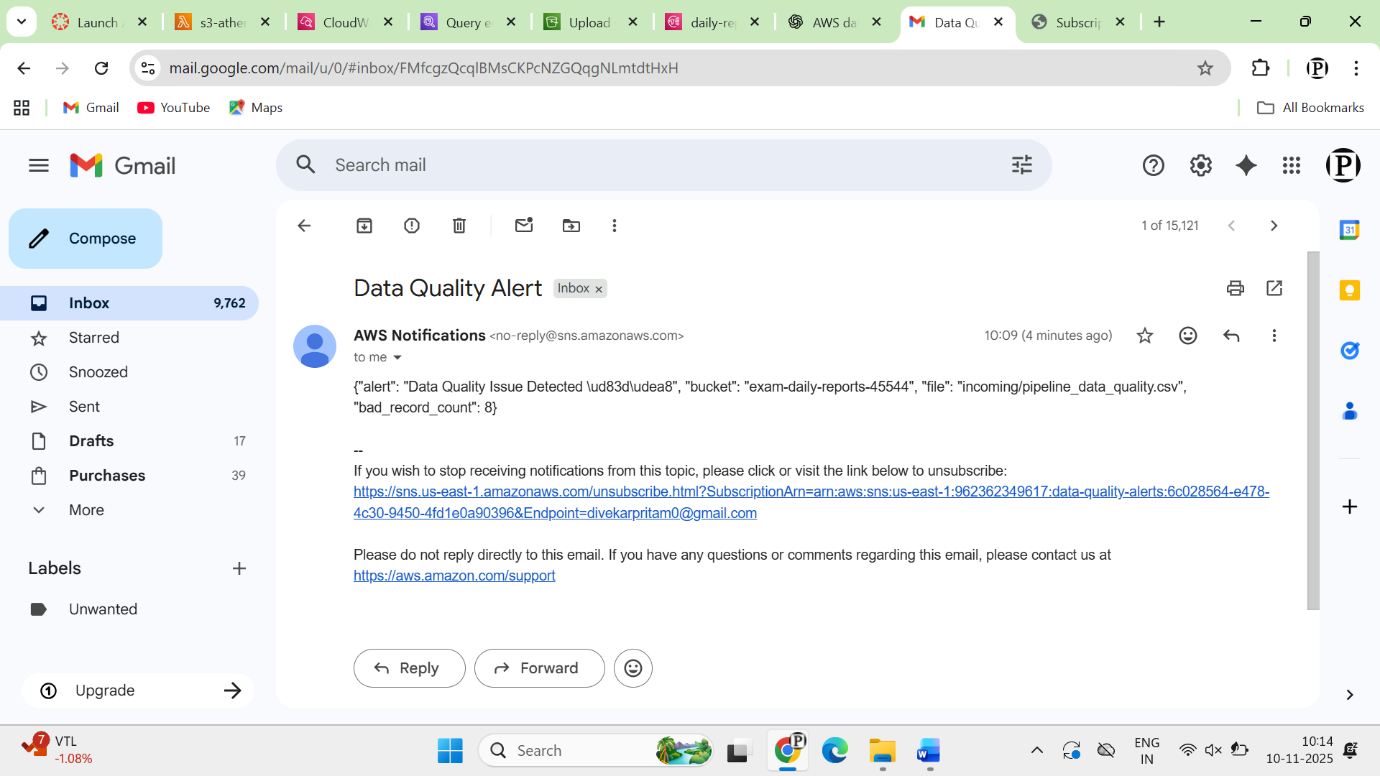 Launch A
s3-ather
CloudW
Query e
Upload
daily-rep
AWS da
Data Qu
Subscrip
mail.google.com/mail/u/0/#inbox/FMfcgzQcqlBMsCKPcNZGQqgNLmtdtHxH
Gmail
YouTube
Maps
All Bookmarks
Gmail
Search mail
Compose
1 of 15,121
Inbox 9,762
Starred
Snoozed
Sent
Drafts 17
Purchases 39
More
Labels
Unwanted
Upgrade
Data Quality Alert Inbox x
AWS Notifications <no-reply@sns.amazonaws.com> 10:09 (4 minutes ago)
to me
{"alert": "Data Quality Issue Detected \ud83d\udea8", "bucket": "exam-daily-reports-45544", "file": "incoming/pipeline_data_quality.csv",
"bad_record_count": 8}
--
If you wish to stop receiving notifications from this topic, please click or visit the link below to unsubscribe:
https://sns.us-east-1.amazonaws.com/unsubscribe.html?SubscriptionArn=arn:aws:sns:us-east-1:962362349617:data-quality-alerts:6c028564-e478-
4c30-9450-4fd1e0a90396&Endpoint=divekarpritam0@gmail.com
Please do not reply directly to this email. If you have any questions or comments regarding this email, please contact us at
https://aws.amazon.com/support
Reply
Forward
7
VTL
-1.08%
Search
ENG
IN
10:14
10-11-2025